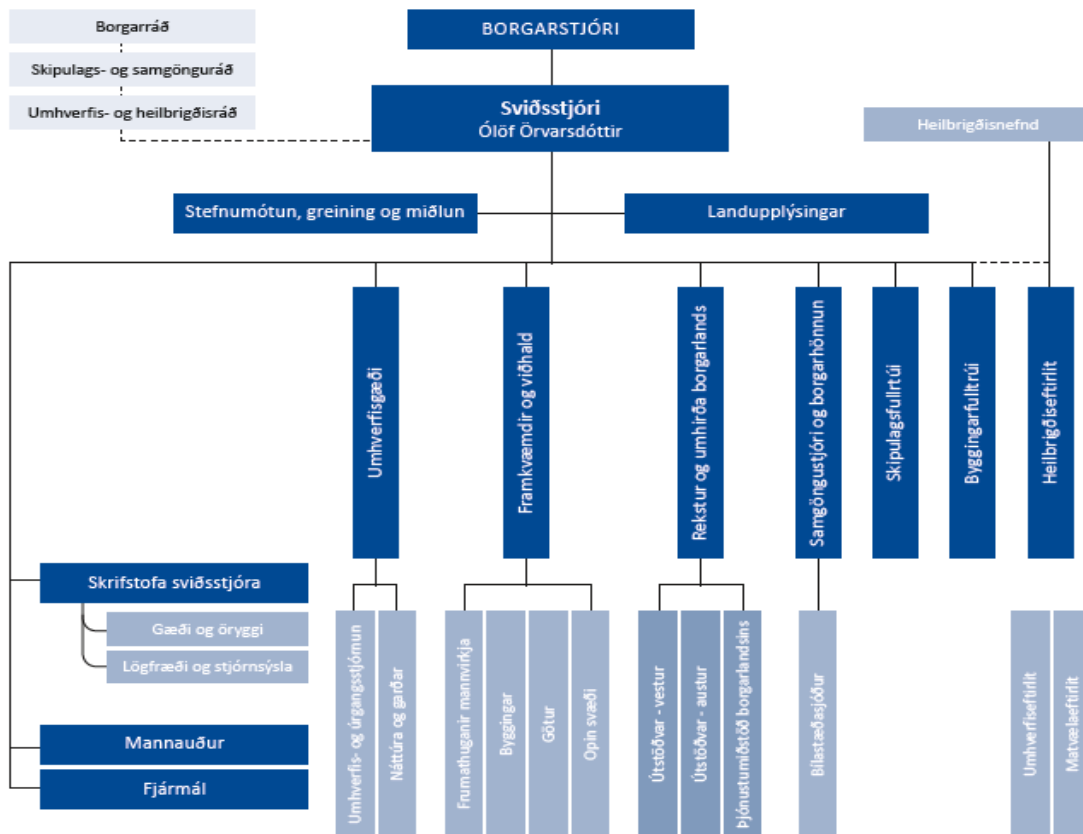 Borgarráð
Skipulags- og samgönguráð
Umhverfis- og heilbrigðisráð
BORGARSTJÓRI
Sviðsstjóri
Ólöf Örvarsdóttir
Heilbrigðisnefnd
Stefnumótun, greining og miðlun
Landupplýsingar
Umhverfisgæði
Framkvæmdir og viðhald
Rekstur og umhirða borgarlands
Samgöngustjóri og borgarhönnun
Skipulagsfullrtúi
Byggingarfulltrúi
Heilbrigðiseftirlit
Skrifstofa sviðsstjóra
Gæði og öryggi
Lögfræði og stjórnsýsla
Mannauður
Fjármál
Umhverfis- og úrgangsstjórnun
Náttúra og garðar
Frumathuganir mannvirkja
Byggingar
Götur
Opin svæði
Útstöðvar - vestur
Útstöðvar - austur
Þjónustumiðstöð borgarlandsins
Bílastæðasjóður
Umhverfiseftirlit
Matvælaeftirlit